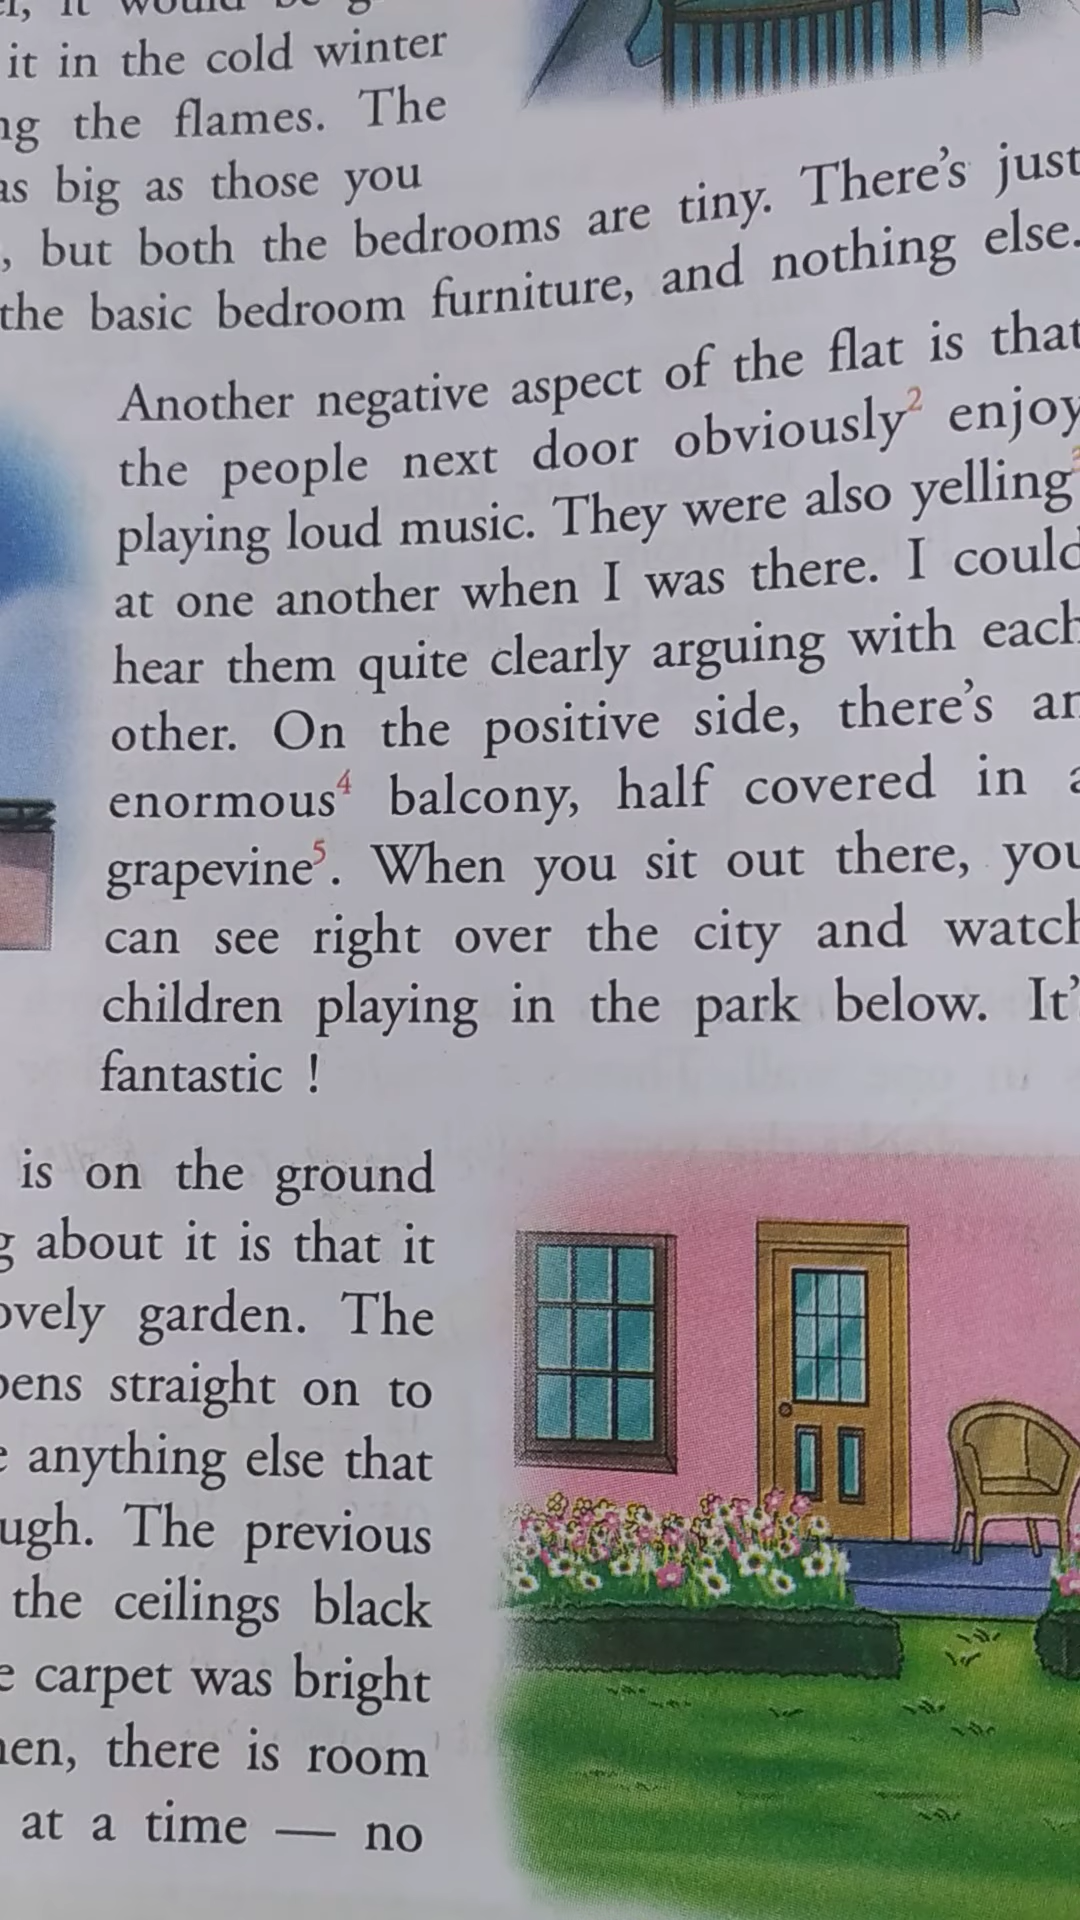 it in the cold winter
the flames. The
big as those you
, but both the bedrooms are tiny. There's just
the basic bedroom furniture, and nothing else.
Another negative aspect of the flat is that
the people next door obviously2 enjoy
playing loud music. They were also yelling
at one another when I was there. I could
hear them quite clearly arguing with each
other. On the positive side, there's an
enormous4 balcony, half covered in a
grapevine5. When you sit out there, you
can see right over the city and watch
children playing in the park below. It'
fantastic !
is on the ground
about it is that it
garden. The
straight on to
anything else that
The previous
the ceilings black
carpet was bright
there is room
at a time — no